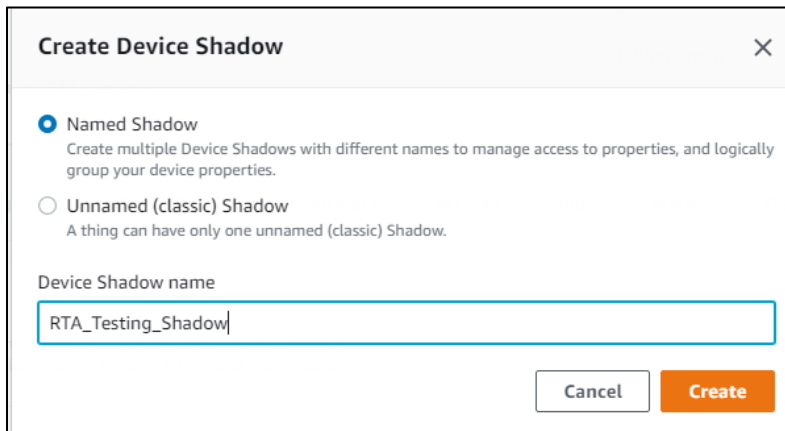 Create Device Shadow
Named Shadow
Create multiple Device Shadows with different names to manage access to properties, and logically
group your device properties.
Unnamed (classic) Shadow
A thing can have only one unnamed (classic) Shadow.
Device Shadow name
RTA_Testing_Shadow
Cancel Create